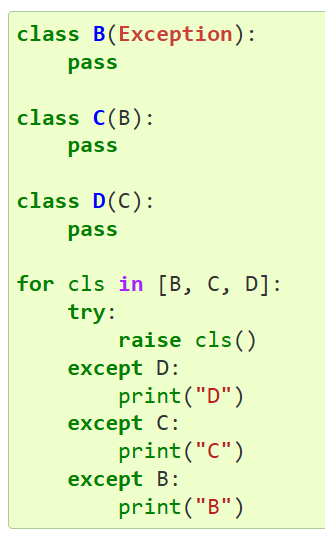 class B(Exception):
    pass

class C(B):
    pass

class D(C):
    pass

for cls in [B, C, D]:
    try:
        raise cls()
    except D:
        print("D")
    except C:
        print("C")
    except B:
        print("B")